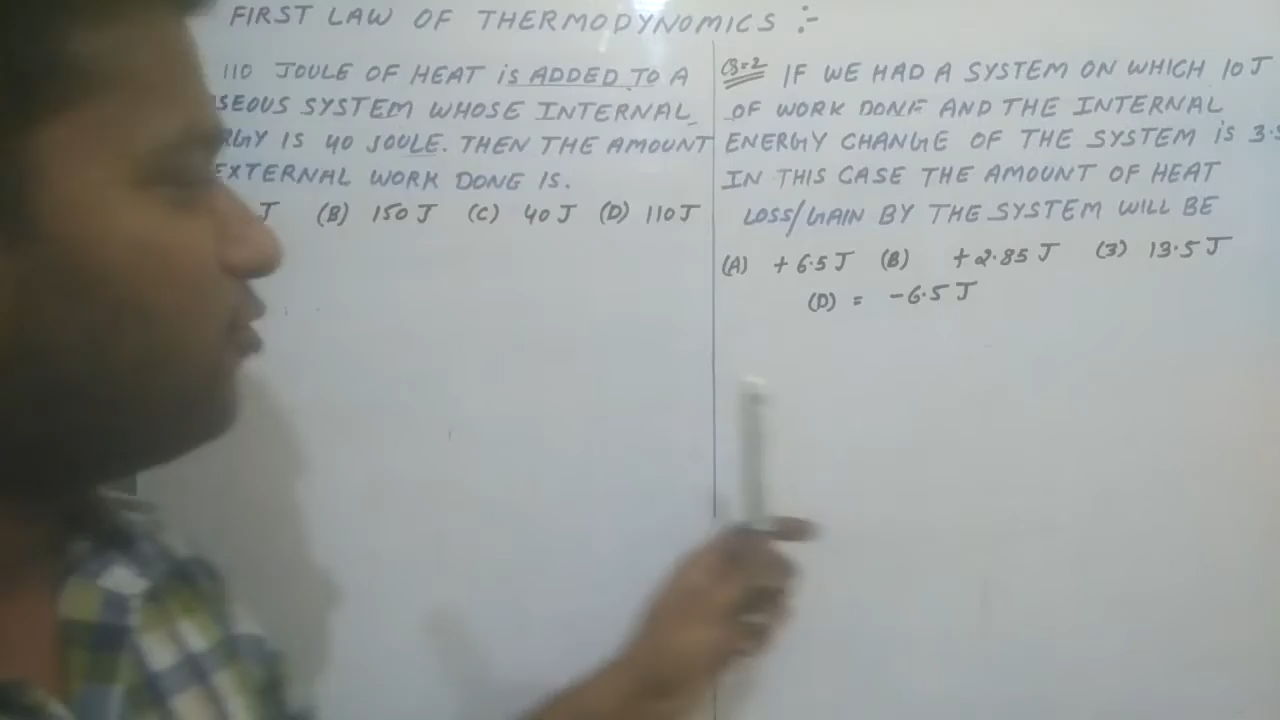 FIRST LAW OF THERMODYNOMICS :-
110 JOULE OF HEAT is ADDED TO A
SEOUS SYSTEM WHOSE INTERNAL
RGY IS 40 JOULE. THEN THE AMOUNT
EXTERNAL WORK DONG IS.
J (B) 150 J (C) 40 J (D) 110 J
Q=2 IF WE HAD A SYSTEM ON WHICH 10 J
OF WORK DONE AND THE INTERNAL
ENERGY CHANGE OF THE SYSTEM is 3.
IN THIS CASE THE AMOUNT OF HEAT
LOSS/GAIN BY THE SYSTEM WILL BE
(A) +6.5 J (B) +2.85 J (3) 13.5 J
(D) = -6.5 J